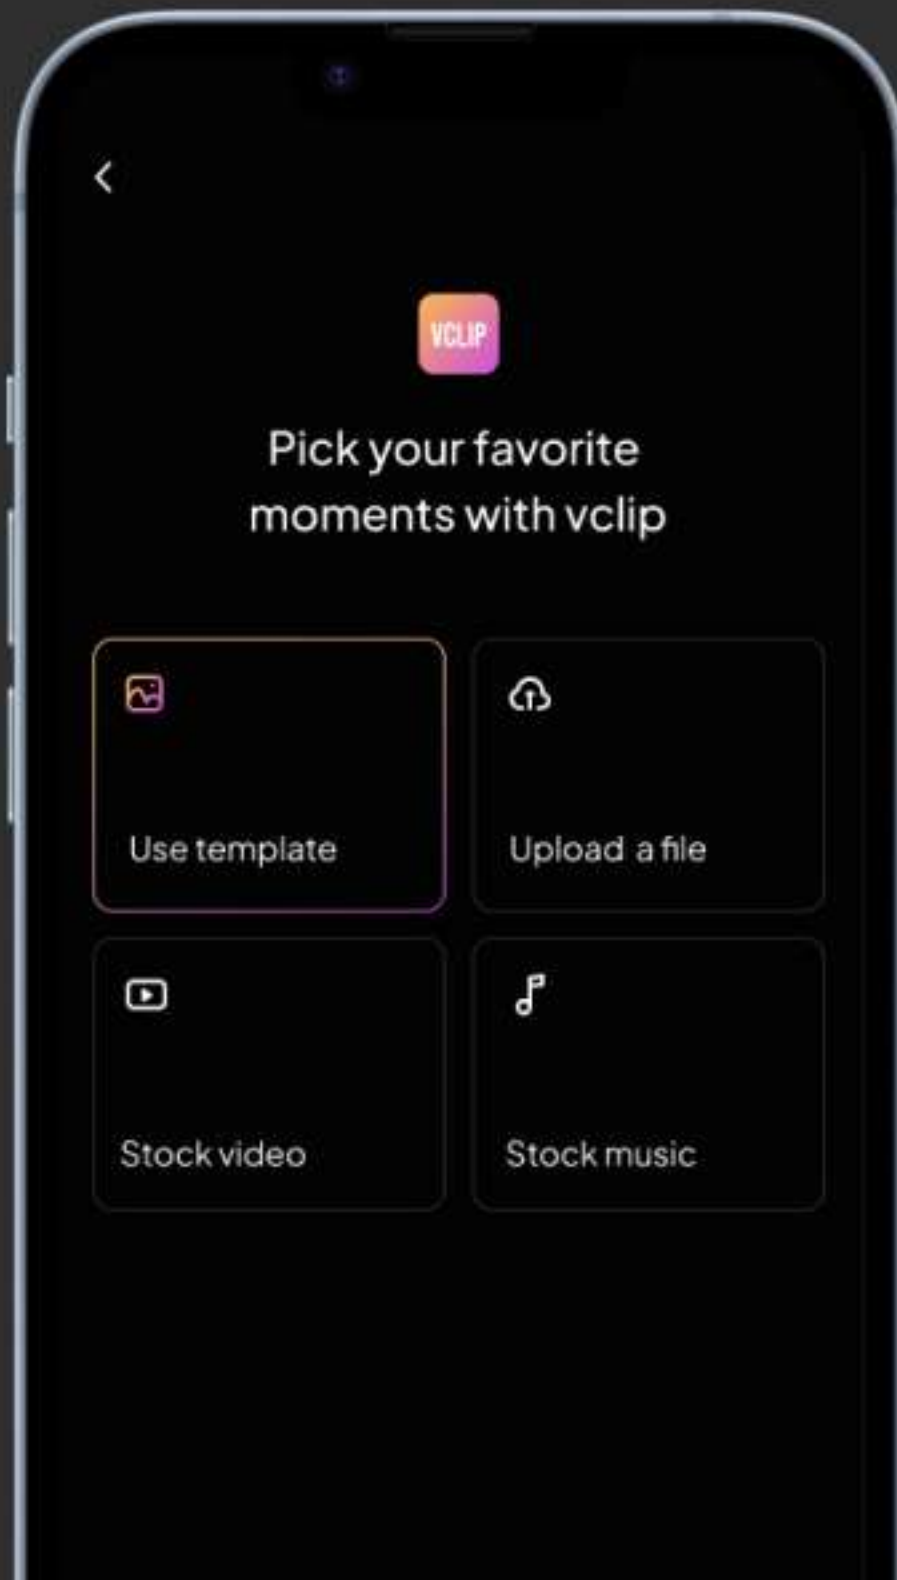 VCLIP
Pick your favorite
moments with vclip
Use template
Upload a file
Stock video
Stock music